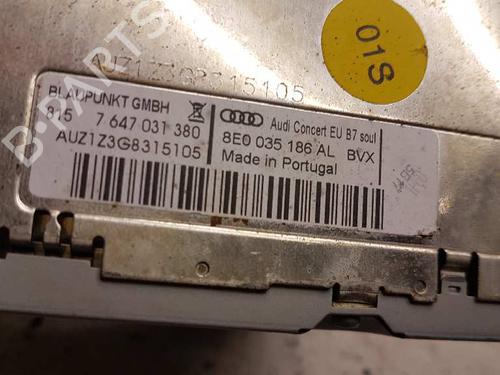 01S
AUZ1Z3G8315105
BLAUPUNKT GMBH
815 7 647 031 380
AUZ1Z3G8315105
Audi Concert EU B7 soul
8E0 035 186 AL BVX
Made in Portugal
B-PARTS